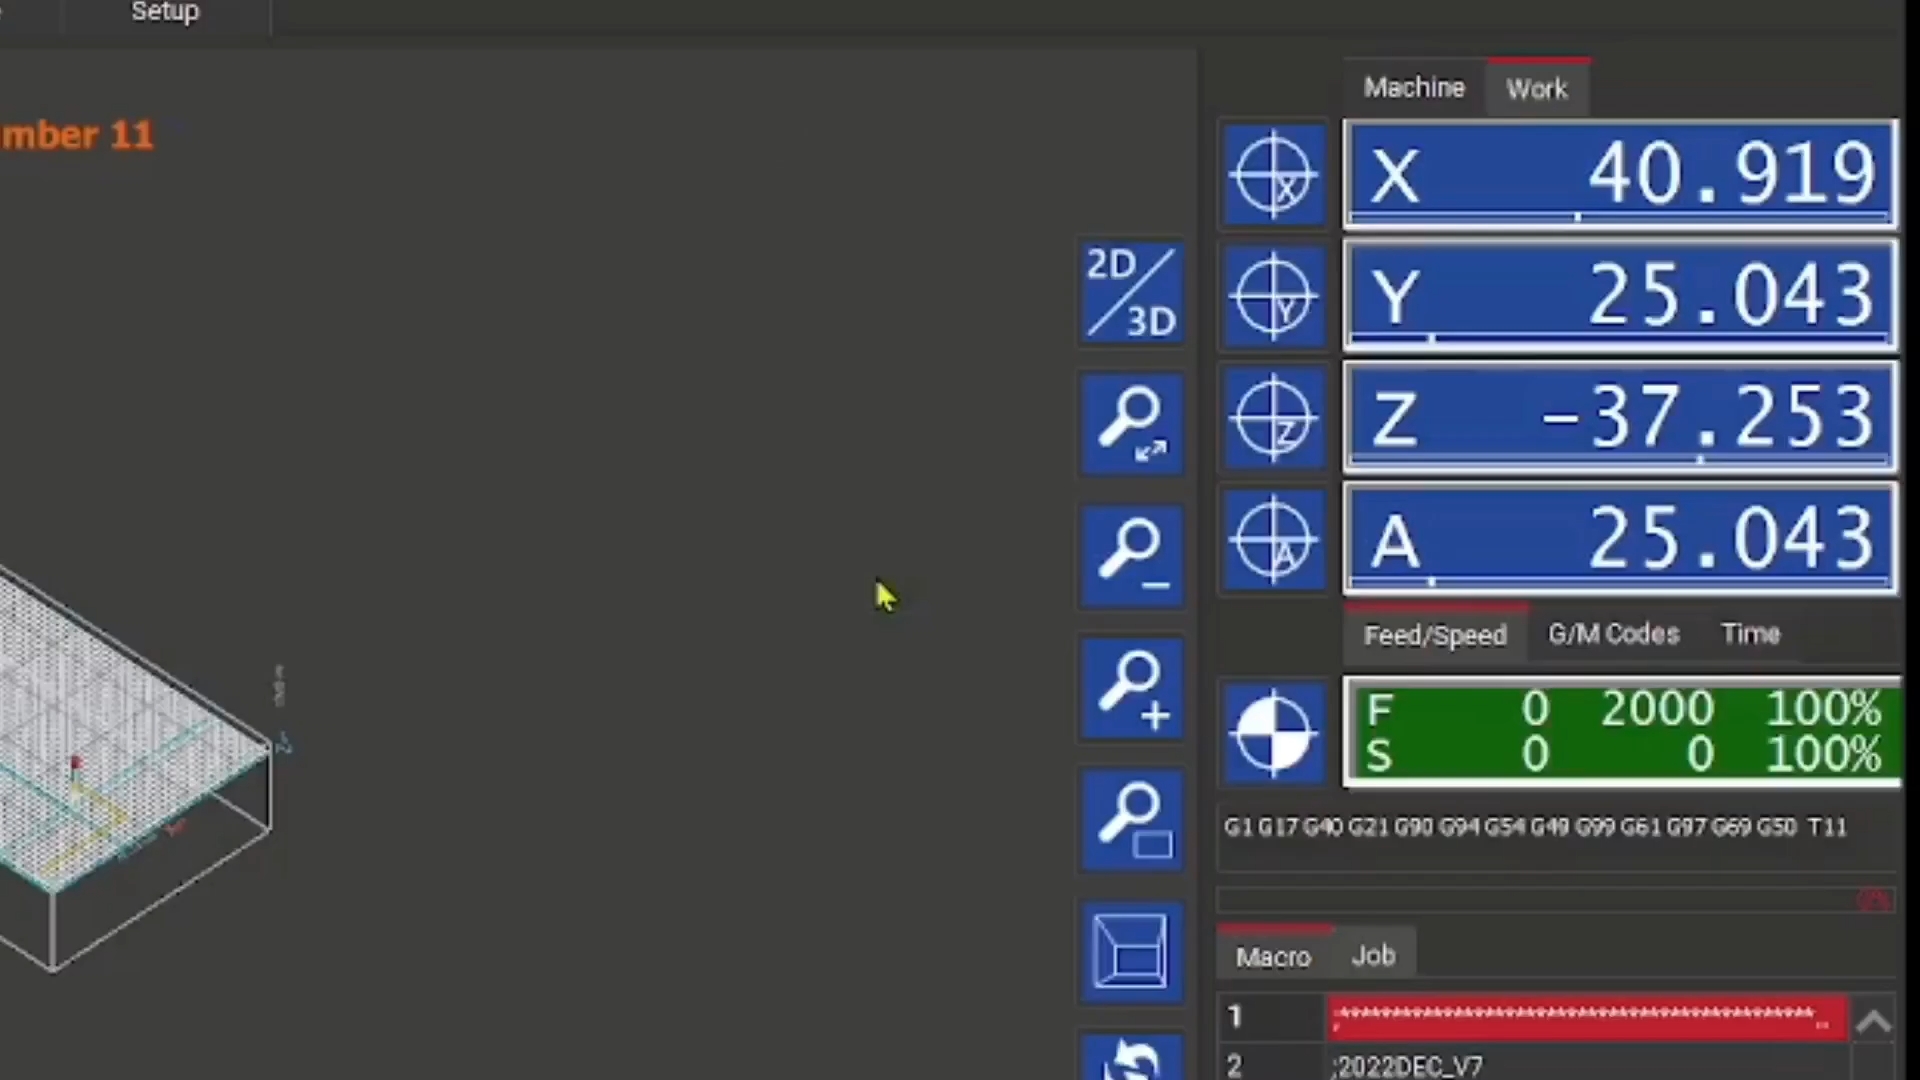 Setup
mber 11
Machine
Work
X 40.919
Y 25.043
Z -37.253
A 25.043
2D/3D
Feed/Speed
G/M Codes
Time
F 0 2000 100%
S 0 0 100%
G1 G17 G40 G21 G90 G94 G54 G49 G99 G61 G97 G69 G50 T11
Macro
Job
1
2 ;2022DEC_V7